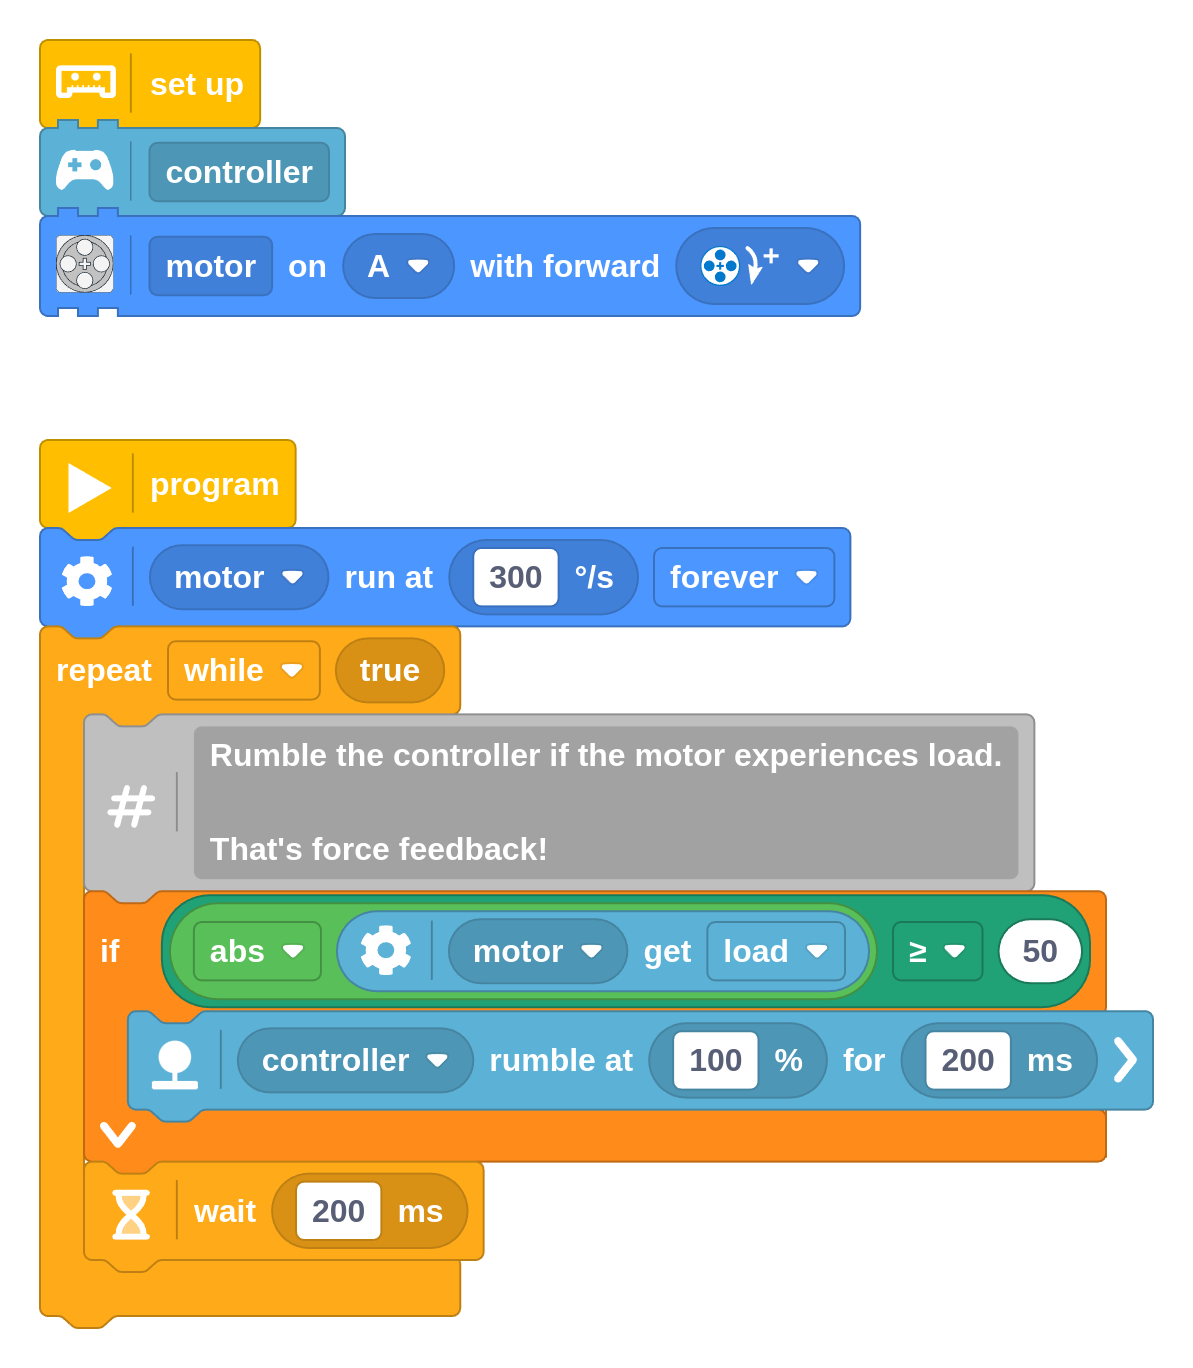 set up
controller
motor on A with forward +
program
motor run at 300 °/s forever
repeat while true
# Rumble the controller if the motor experiences load.
That's force feedback!
if abs motor get load ≥ 50
controller rumble at 100 % for 200 ms
wait 200 ms